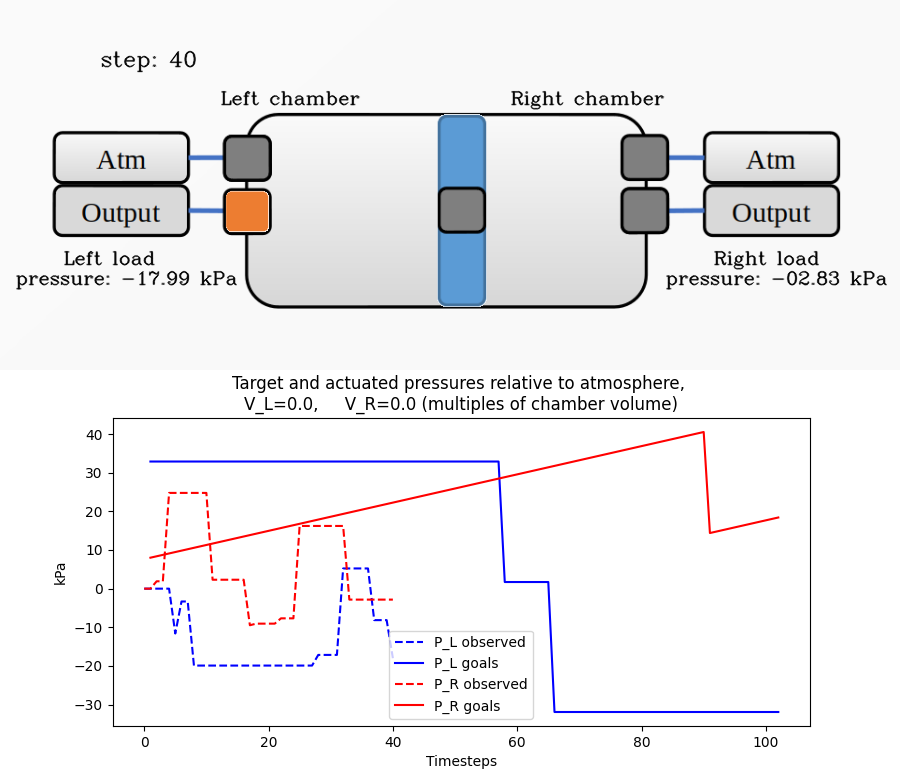 step: 40
Left chamber
Right chamber
Atm
Atm
Output
Output
Left load
pressure: −17.99 kPa
Right load
pressure: −02.83 kPa
Target and actuated pressures relative to atmosphere,
V_L=0.0,     V_R=0.0 (multiples of chamber volume)
kPa
40
30
20
10
0
−10
−20
−30
P_L observed
P_L goals
P_R observed
P_R goals
0
20
40
60
80
100
Timesteps